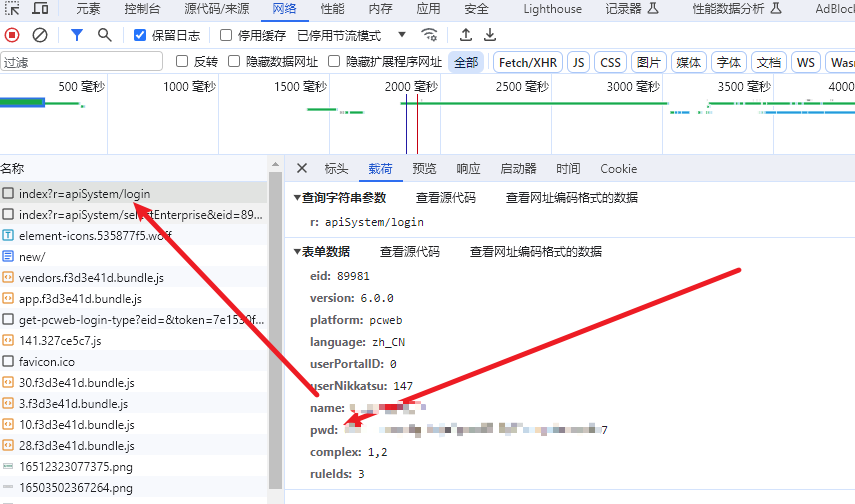 元素 控制台 源代码/来源 网络 性能 内存 应用 安全 Lighthouse 记录器 性能数据分析 AdBloc
保留日志 停用缓存 已停用节流模式
过滤 反转 隐藏数据网址 隐藏扩展程序网址 全部 Fetch/XHR JS CSS 图片 媒体 字体 文档 WS Wasm
500 毫秒 1000 毫秒 1500 毫秒 2000 毫秒 2500 毫秒 3000 毫秒 3500 毫秒 4000
名称 标头 载荷 预览 响应 启动器 时间 Cookie
index?r=apiSystem/login
index?r=apiSystem/selectEnterprise&eid=89...
element-icons.535877f5.woff
new/
vendors.f3d3e41d.bundle.js
app.f3d3e41d.bundle.js
get-pcweb-login-type?eid=&token=7e1530f...
141.327ce5c7.js
favicon.ico
30.f3d3e41d.bundle.js
3.f3d3e41d.bundle.js
10.f3d3e41d.bundle.js
28.f3d3e41d.bundle.js
16512323077375.png
16503502367264.png
查询字符串参数 查看源代码 查看网址编码格式的数据
r: apiSystem/login
表单数据 查看源代码 查看网址编码格式的数据
eid: 89981
version: 6.0.0
platform: pcweb
language: zh_CN
userPortalID: 0
userNikkatsu: 147
name:
pwd: 7
complex: 1,2
ruleIds: 3